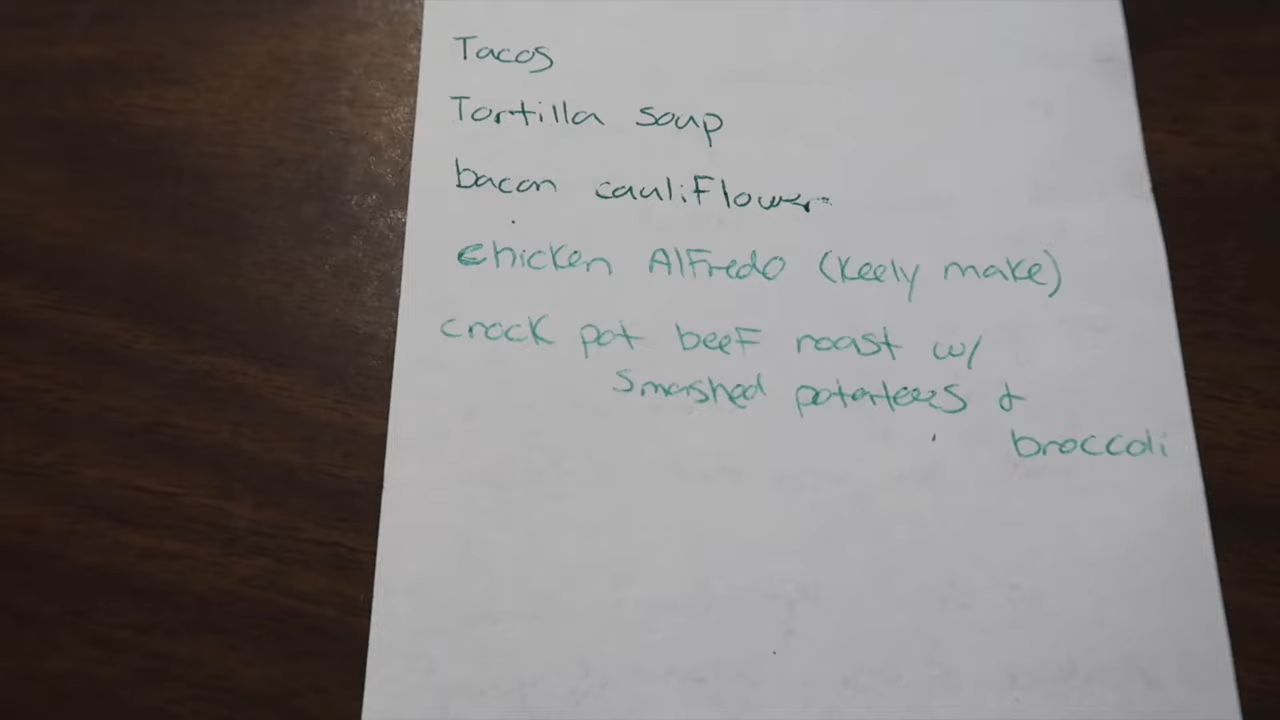 Tacos
Tortilla soup
bacon cauliFlower
chicken AlFredo (Keely make)
crock pot beeF roast w/
smashed potatoes &
broccoli